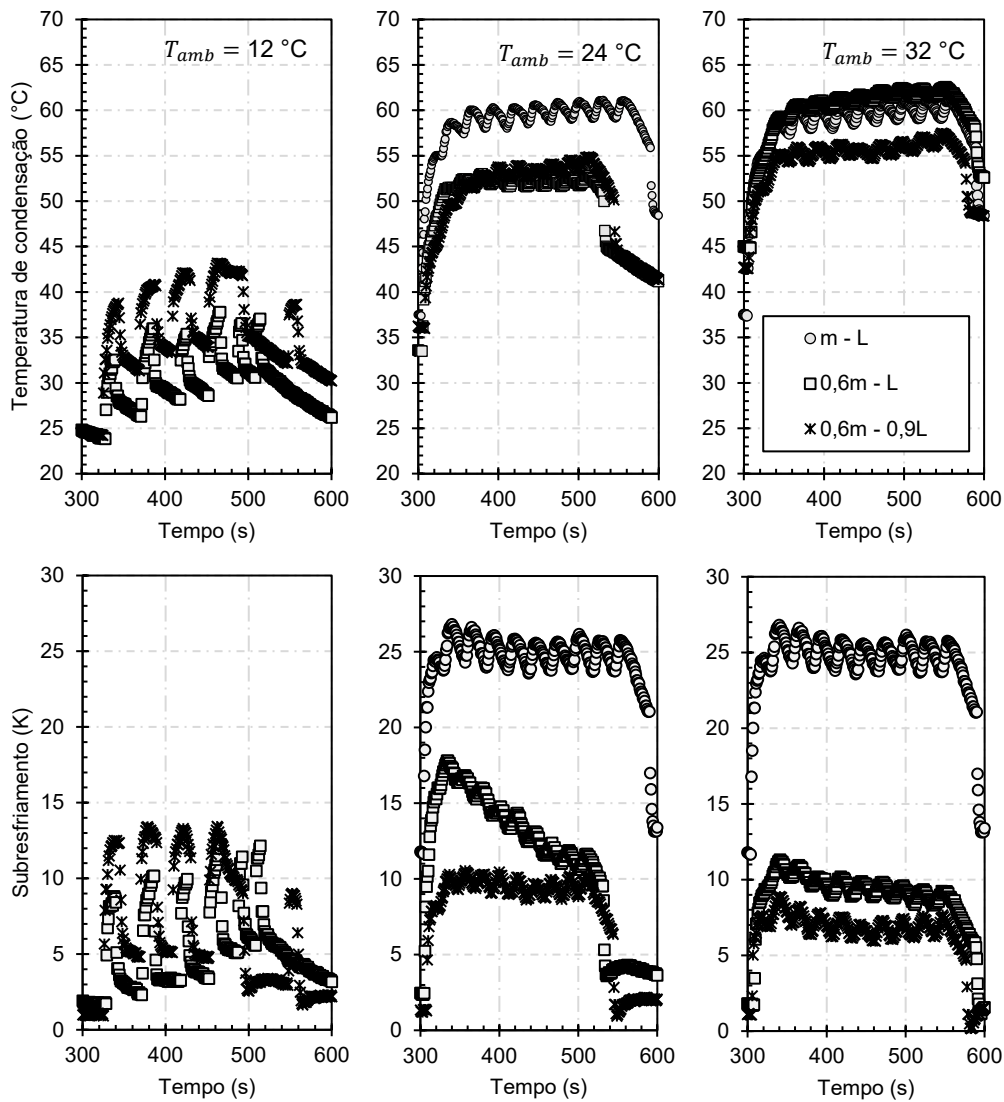 Temperatura de condensação (°C)
70
65
60
55
50
45
40
35
30
25
20
T_amb = 12 °C
300 400 500 600
Tempo (s)
70
65
60
55
50
45
40
35
30
25
20
T_amb = 24 °C
300 400 500 600
Tempo (s)
70
65
60
55
50
45
40
35
30
25
20
T_amb = 32 °C
m - L
0,6m - L
0,6m - 0,9L
300 400 500 600
Tempo (s)
Subresfriamento (K)
30
25
20
15
10
5
0
300 400 500 600
Tempo (s)
30
25
20
15
10
5
0
300 400 500 600
Tempo (s)
30
25
20
15
10
5
0
300 400 500 600
Tempo (s)